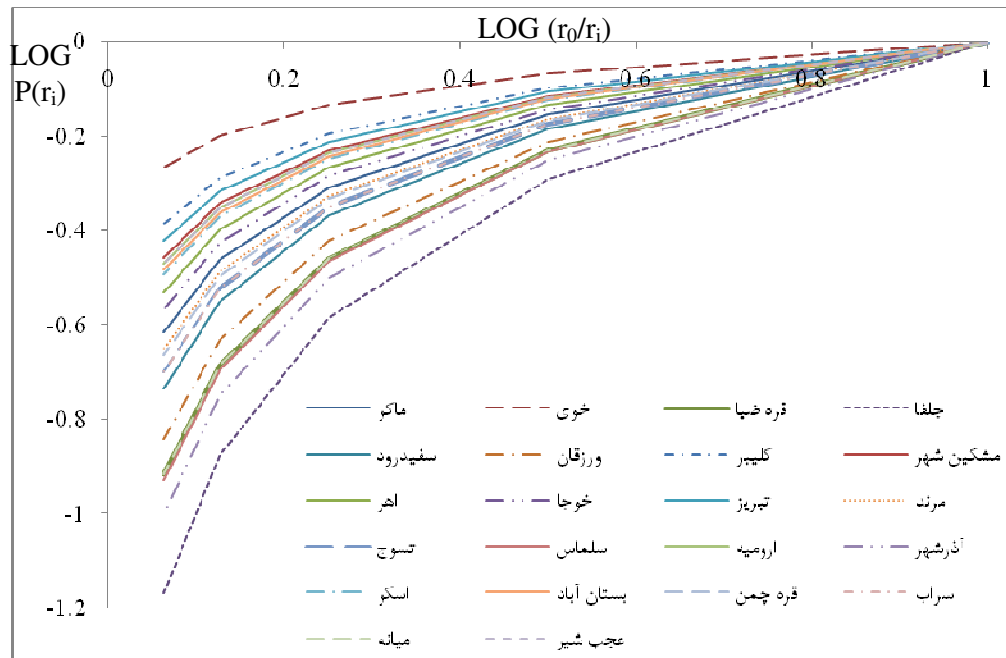 LOG (r0/ri)
LOG
P(ri)
0
0 0.2 0.4 0.6 0.8 1
-0.2
-0.4
-0.6
-0.8
-1
-1.2
ماکو خوی قره ضیا جلفا
سفیدرود ورزقان کلیبر مشکین شهر
اهر خوجا تبریز مرند
تسوج سلماس ارومیه آذرشهر
اسکو بستان آباد قره چمن سراب
میانه عجب شیر